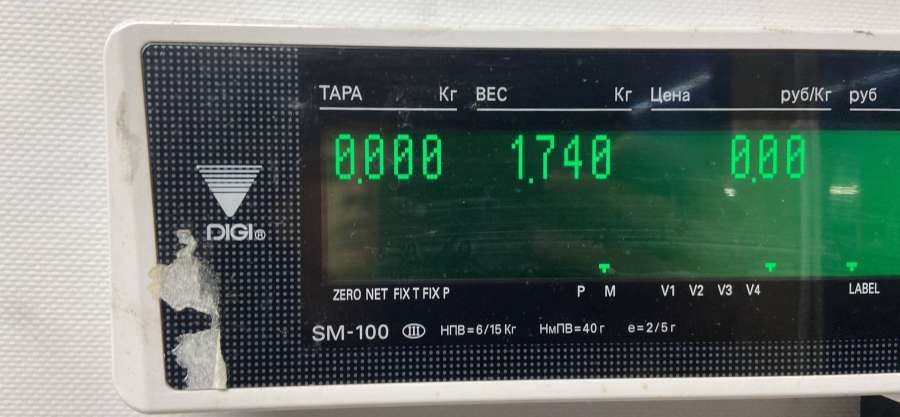 ТАРА Кг ВЕС Кг Цена руб/Кг руб
0.000 1.740 0.00
DIGI®
ZERO NET FIX T FIX P P M V1 V2 V3 V4 LABEL
SM-100 III НПВ=6/15 Кг НмПВ=40 г е=2/5 г